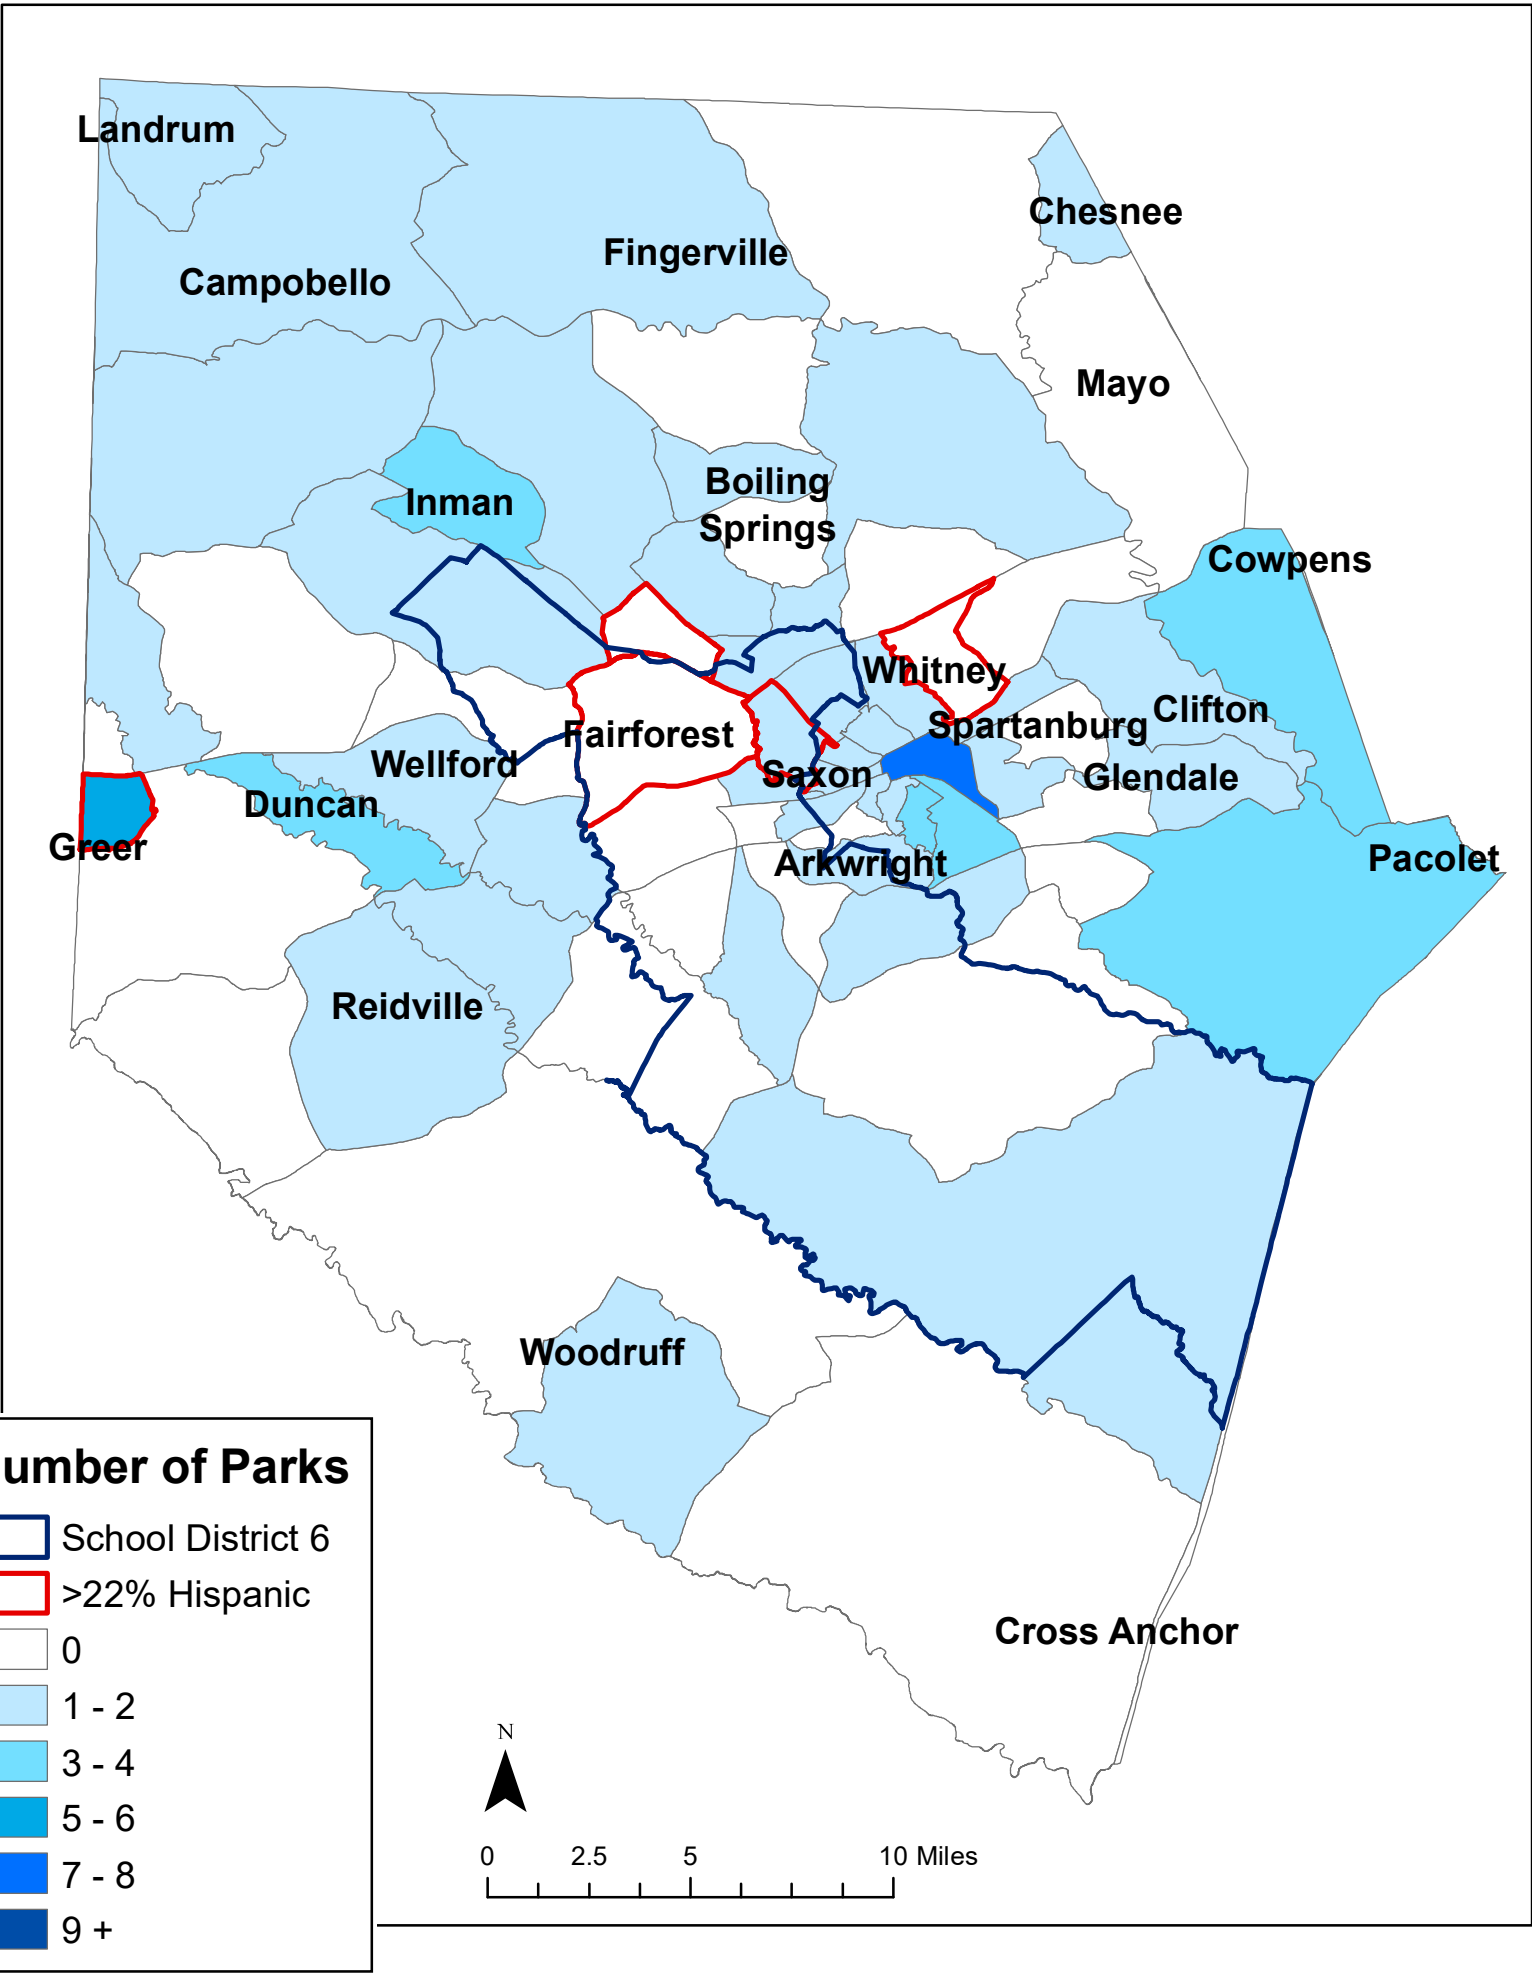 Landrum
Chesnee
Fingerville
Campobello
Mayo
Boiling
Springs
Inman
Cowpens
Whitney
Clifton
Spartanburg
Fairforest
Wellford
Saxon
Glendale
Duncan
Greer
Arkwright
Pacolet
Reidville
Woodruff
Cross Anchor
umber of Parks
School District 6
>22% Hispanic
0
1 - 2
3 - 4
5 - 6
7 - 8
9 +
N
0 2.5 5 10 Miles